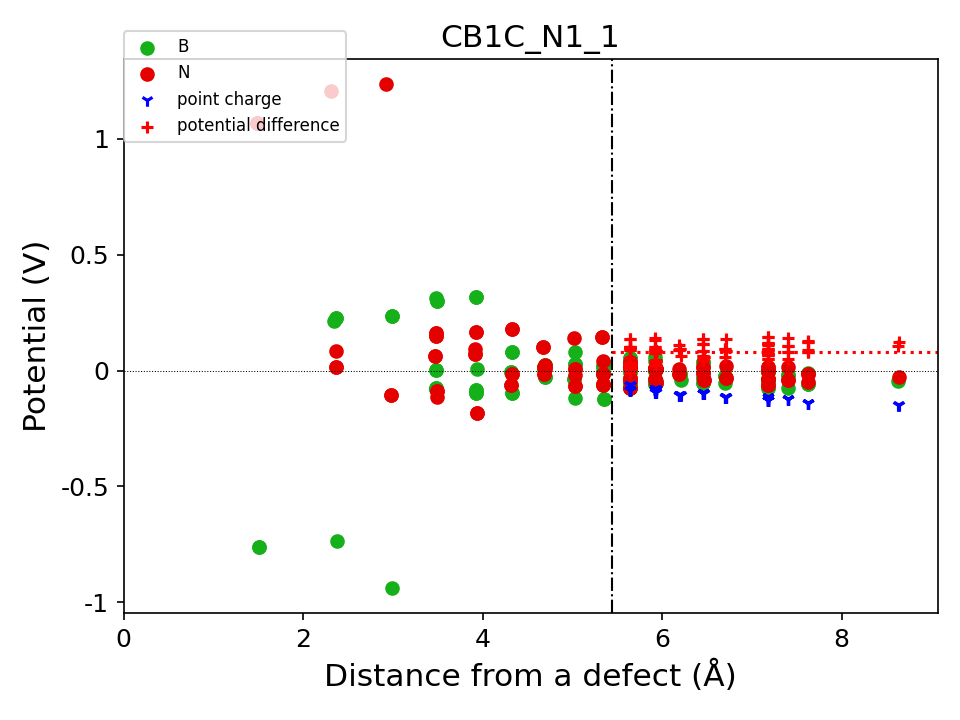 CB1C_N1_1
B
N
point charge
potential difference
Potential (V)
1
0.5
0
-0.5
-1
0 2 4 6 8
Distance from a defect (Å)